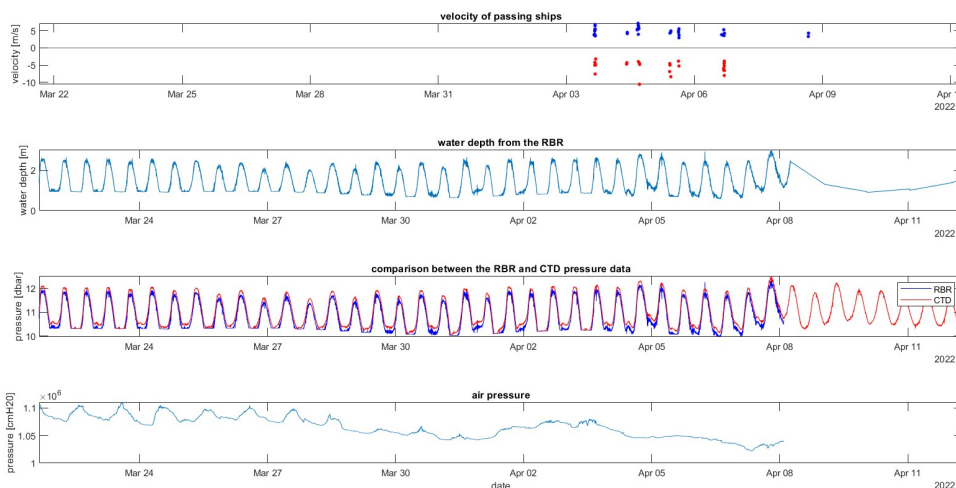 velocity of passing ships
velocity [m/s]
5
0
-5
-10
Mar 22 Mar 25 Mar 28 Mar 31 Apr 03 Apr 06 Apr 09 Apr 1
2022
water depth from the RBR
water depth [m]
2
0
Mar 24 Mar 27 Mar 30 Apr 02 Apr 05 Apr 08 Apr 11
2022
comparison between the RBR and CTD pressure data
pressure [dbar]
12
11
10
RBR
CTD
Mar 24 Mar 27 Mar 30 Apr 02 Apr 05 Apr 08 Apr 11
2022
air pressure
×10⁶
pressure [cmH20]
1.1
1.05
1
Mar 24 Mar 27 Mar 30 Apr 02 Apr 05 Apr 08 Apr 11
date
2022